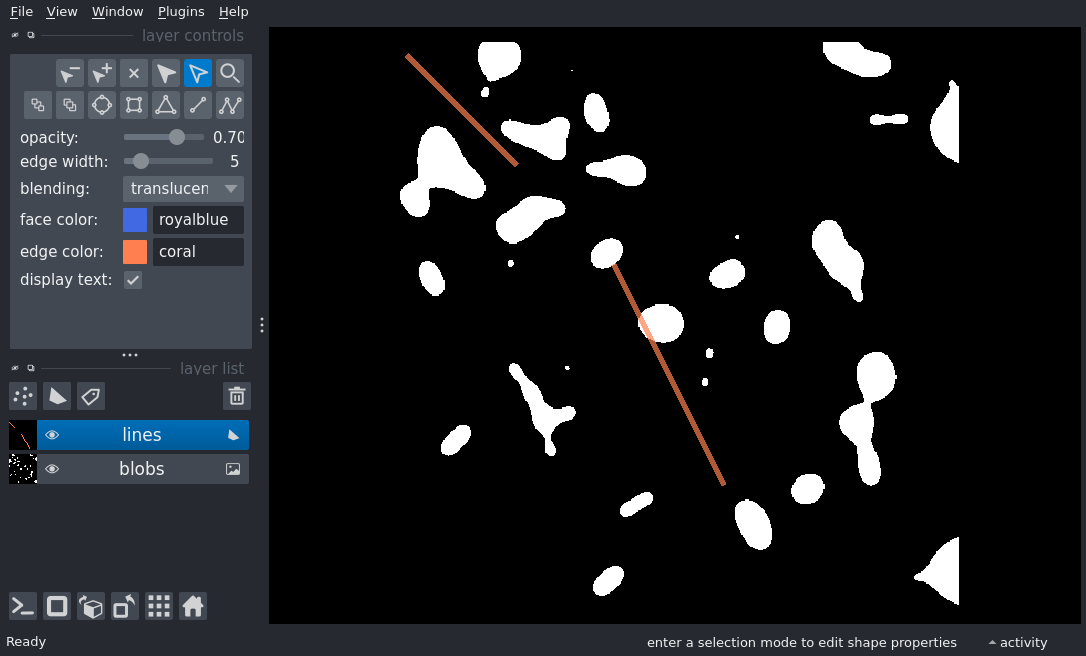 File View Window Plugins Help
layer controls
opacity: 0.70
edge width: 5
blending: translucen
face color: royalblue
edge color: coral
display text:
layer list
lines
blobs
Ready
enter a selection mode to edit shape properties
activity